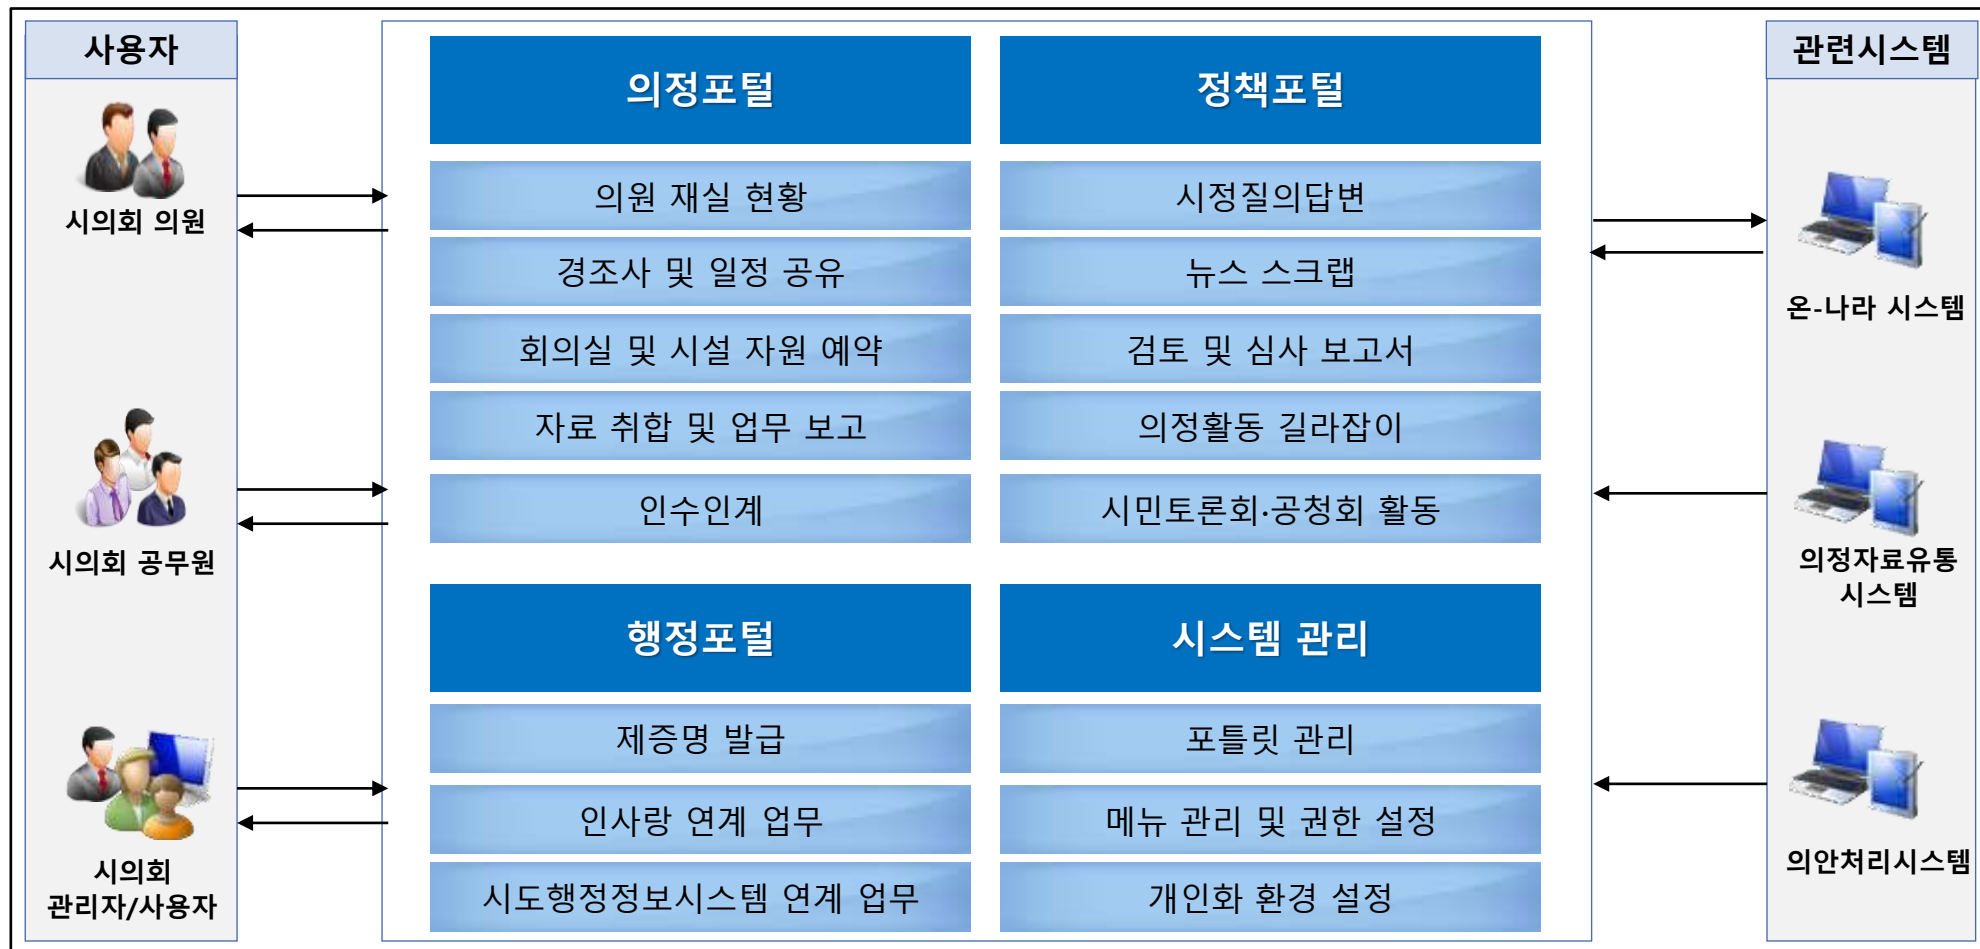 사용자
시의회 의원
시의회 공무원
시의회
관리자/사용자
의정포털
의원 재실 현황
경조사 및 일정 공유
회의실 및 시설 자원 예약
자료 취합 및 업무 보고
인수인계
정책포털
시정질의답변
뉴스 스크랩
검토 및 심사 보고서
의정활동 길라잡이
시민토론회·공청회 활동
행정포털
제증명 발급
인사랑 연계 업무
시도행정정보시스템 연계 업무
시스템 관리
포틀릿 관리
메뉴 관리 및 권한 설정
개인화 환경 설정
관련시스템
온-나라 시스템
의정자료유통
시스템
의안처리시스템